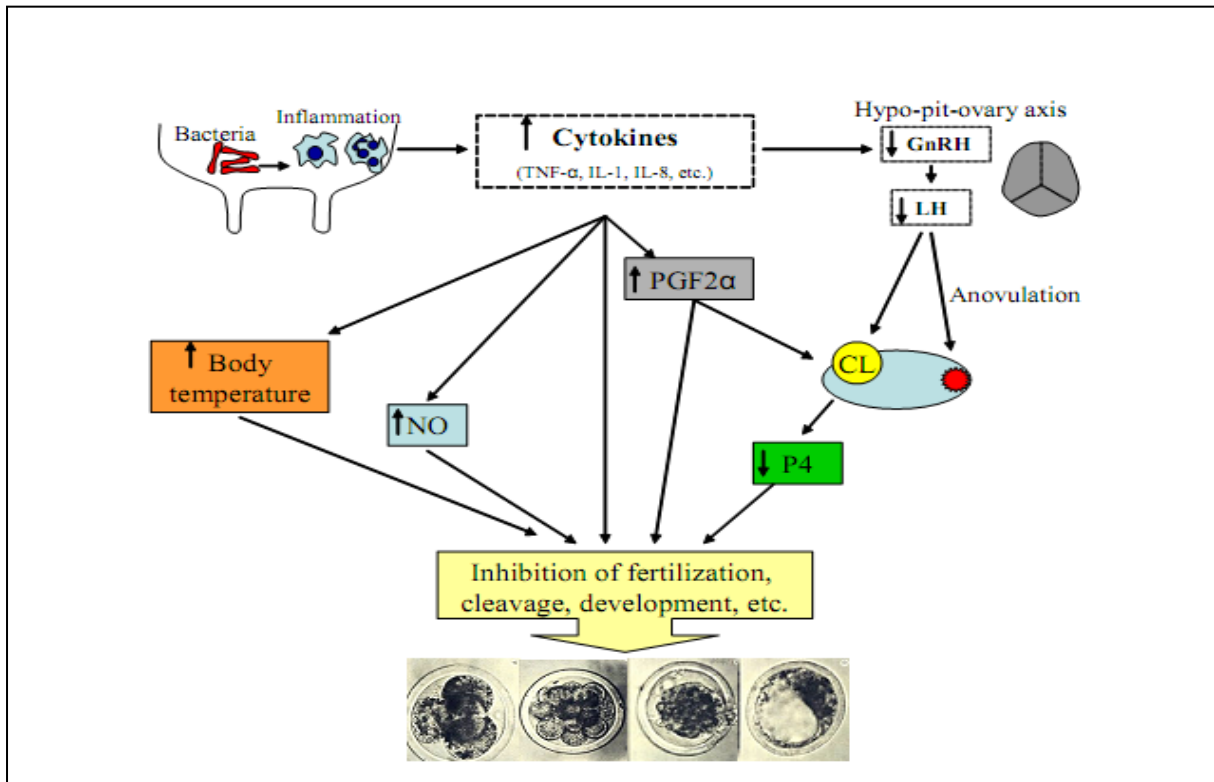 Hypo-pit-ovary axis
Inflammation
Bacteria
↑ Cytokines
(TNF-α, IL-1, IL-8, etc.)
↓ GnRH
↓ LH
↑ PGF2α
Anovulation
↑ Body
temperature
CL
↑NO
↓ P4
Inhibition of fertilization,
cleavage, development, etc.